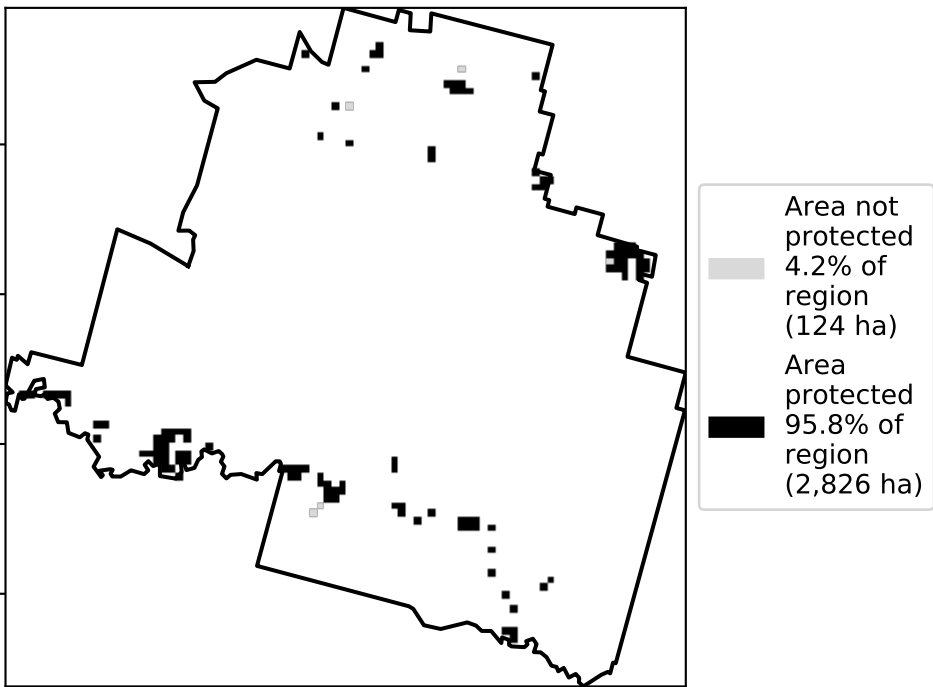 Area not
protected
4.2% of
region
(124 ha)
Area
protected
95.8% of
region
(2,826 ha)